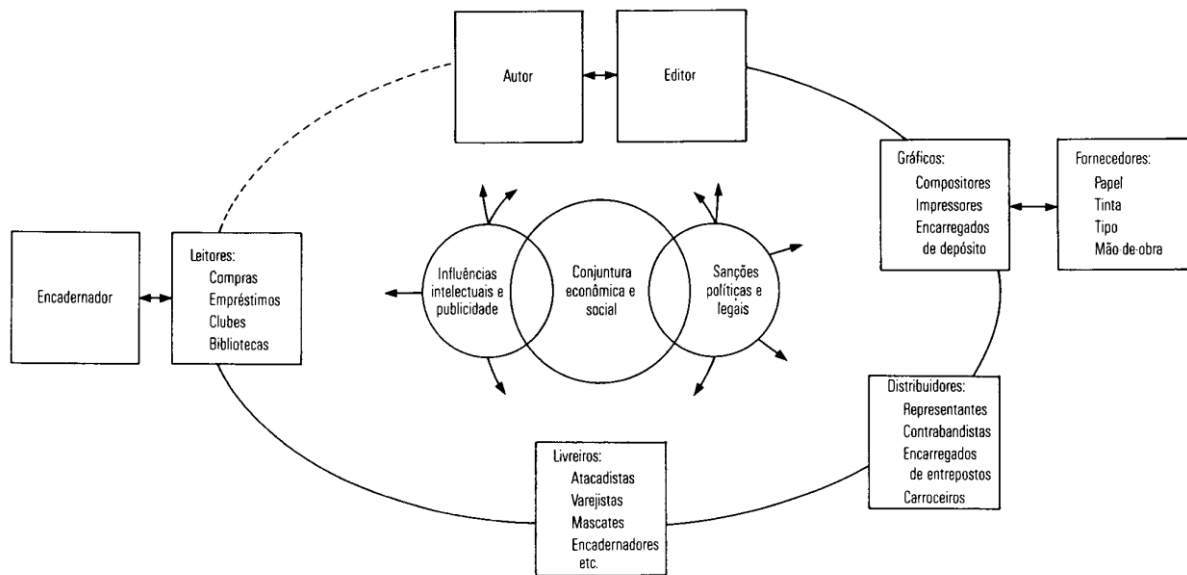 Autor
Editor
Gráficos:
Compositores
Impressores
Encarregados
de depósito
Fornecedores:
Papel
Tinta
Tipo
Mão-de-obra
Encadernador
Leitores:
Compras
Empréstimos
Clubes
Bibliotecas
Influências
intelectuais e
publicidade
Conjuntura
econômica e
social
Sanções
políticas e
legais
Distribuidores:
Representantes
Contrabandistas
Encarregados
de entrepostos
Carroceiros
Livreiros:
Atacadistas
Varejistas
Mascates
Encadernadores
etc.